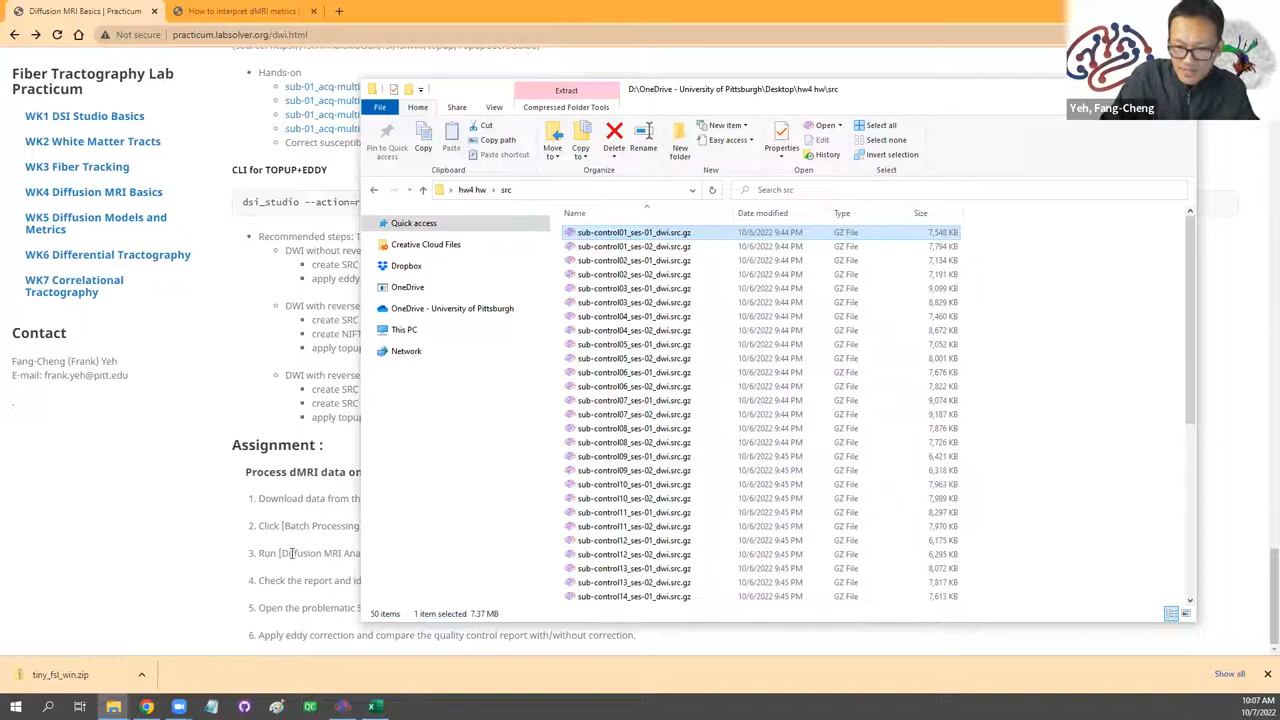 Diffusion MRI Basics | Practicum
How to interpret dMRI metrics |
Not secure
practicum.labsolver.org/dwi.html
Yeh, Fang-Cheng
Fiber Tractography Lab
Practicum
WK1 DSI Studio Basics
WK2 White Matter Tracts
WK3 Fiber Tracking
WK4 Diffusion MRI Basics
WK5 Diffusion Models and
Metrics
WK6 Differential Tractography
WK7 Correlational
Tractography
Contact
Fang-Cheng (Frank) Yeh
E-mail: frank.yeh@pitt.edu
Hands-on
sub-01_acq-multi
sub-01_acq-multi
sub-01_acq-multi
sub-01_acq-multi
Correct susceptib
CLI for TOPUP+EDDY
dsi_studio --action=r
Recommended steps: T
DWI without reve
create SRC
apply eddy
DWI with reverse
create SRC
create NIFT
apply topup
DWI with reverse
create SRC
create SRC
apply topup
Assignment :
Process dMRI data on
1. Download data from th
2. Click [Batch Processing
3. Run [Diffusion MRI Ana
4. Check the report and id
5. Open the problematic S
6. Apply eddy correction and compare the quality control report with/without correction.
Extract
D:\OneDrive - University of Pittsburgh\Desktop\hw4 hw\src
File
Home
Share
View
Compressed Folder Tools
Pin to Quick
access
Copy
Paste
Cut
Copy path
Paste shortcut
Move
to
Copy
to
Delete
Rename
New
folder
New item
Easy access
Properties
Open
Edit
History
Select all
Select none
Invert selection
Clipboard
Organize
New
Open
Select
hw4 hw
src
Search src
Quick access
Creative Cloud Files
Dropbox
OneDrive
OneDrive - University of Pittsburgh
This PC
Network
Name Date modified Type Size
sub-control01_ses-01_dwi.src.gz 10/6/2022 9:44 PM GZ File 7,548 KB
sub-control01_ses-02_dwi.src.gz 10/6/2022 9:44 PM GZ File 7,794 KB
sub-control02_ses-01_dwi.src.gz 10/6/2022 9:44 PM GZ File 7,134 KB
sub-control02_ses-02_dwi.src.gz 10/6/2022 9:44 PM GZ File 7,191 KB
sub-control03_ses-01_dwi.src.gz 10/6/2022 9:44 PM GZ File 9,099 KB
sub-control03_ses-02_dwi.src.gz 10/6/2022 9:44 PM GZ File 8,829 KB
sub-control04_ses-01_dwi.src.gz 10/6/2022 9:44 PM GZ File 7,460 KB
sub-control04_ses-02_dwi.src.gz 10/6/2022 9:44 PM GZ File 8,672 KB
sub-control05_ses-01_dwi.src.gz 10/6/2022 9:44 PM GZ File 7,052 KB
sub-control05_ses-02_dwi.src.gz 10/6/2022 9:44 PM GZ File 8,001 KB
sub-control06_ses-01_dwi.src.gz 10/6/2022 9:44 PM GZ File 7,676 KB
sub-control06_ses-02_dwi.src.gz 10/6/2022 9:44 PM GZ File 7,822 KB
sub-control07_ses-01_dwi.src.gz 10/6/2022 9:44 PM GZ File 9,074 KB
sub-control07_ses-02_dwi.src.gz 10/6/2022 9:44 PM GZ File 9,187 KB
sub-control08_ses-01_dwi.src.gz 10/6/2022 9:44 PM GZ File 7,876 KB
sub-control08_ses-02_dwi.src.gz 10/6/2022 9:44 PM GZ File 7,726 KB
sub-control09_ses-01_dwi.src.gz 10/6/2022 9:45 PM GZ File 6,421 KB
sub-control09_ses-02_dwi.src.gz 10/6/2022 9:45 PM GZ File 6,318 KB
sub-control10_ses-01_dwi.src.gz 10/6/2022 9:45 PM GZ File 7,963 KB
sub-control10_ses-02_dwi.src.gz 10/6/2022 9:45 PM GZ File 7,989 KB
sub-control11_ses-01_dwi.src.gz 10/6/2022 9:45 PM GZ File 8,297 KB
sub-control11_ses-02_dwi.src.gz 10/6/2022 9:45 PM GZ File 7,970 KB
sub-control12_ses-01_dwi.src.gz 10/6/2022 9:45 PM GZ File 6,175 KB
sub-control12_ses-02_dwi.src.gz 10/6/2022 9:45 PM GZ File 6,295 KB
sub-control13_ses-01_dwi.src.gz 10/6/2022 9:45 PM GZ File 8,072 KB
sub-control13_ses-02_dwi.src.gz 10/6/2022 9:45 PM GZ File 7,817 KB
sub-control14_ses-01_dwi.src.gz 10/6/2022 9:45 PM GZ File 7,613 KB
50 items
1 item selected 7.37 MB
tiny_fsl_win.zip
Show all
10:07 AM
10/7/2022